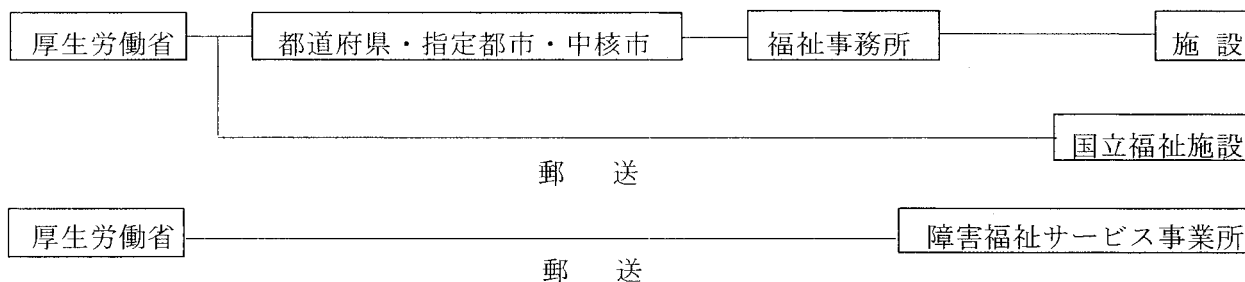 厚生労働省 都道府県・指定都市・中核市 福祉事務所 施 設
国立福祉施設
郵 送
厚生労働省 障害福祉サービス事業所
郵 送